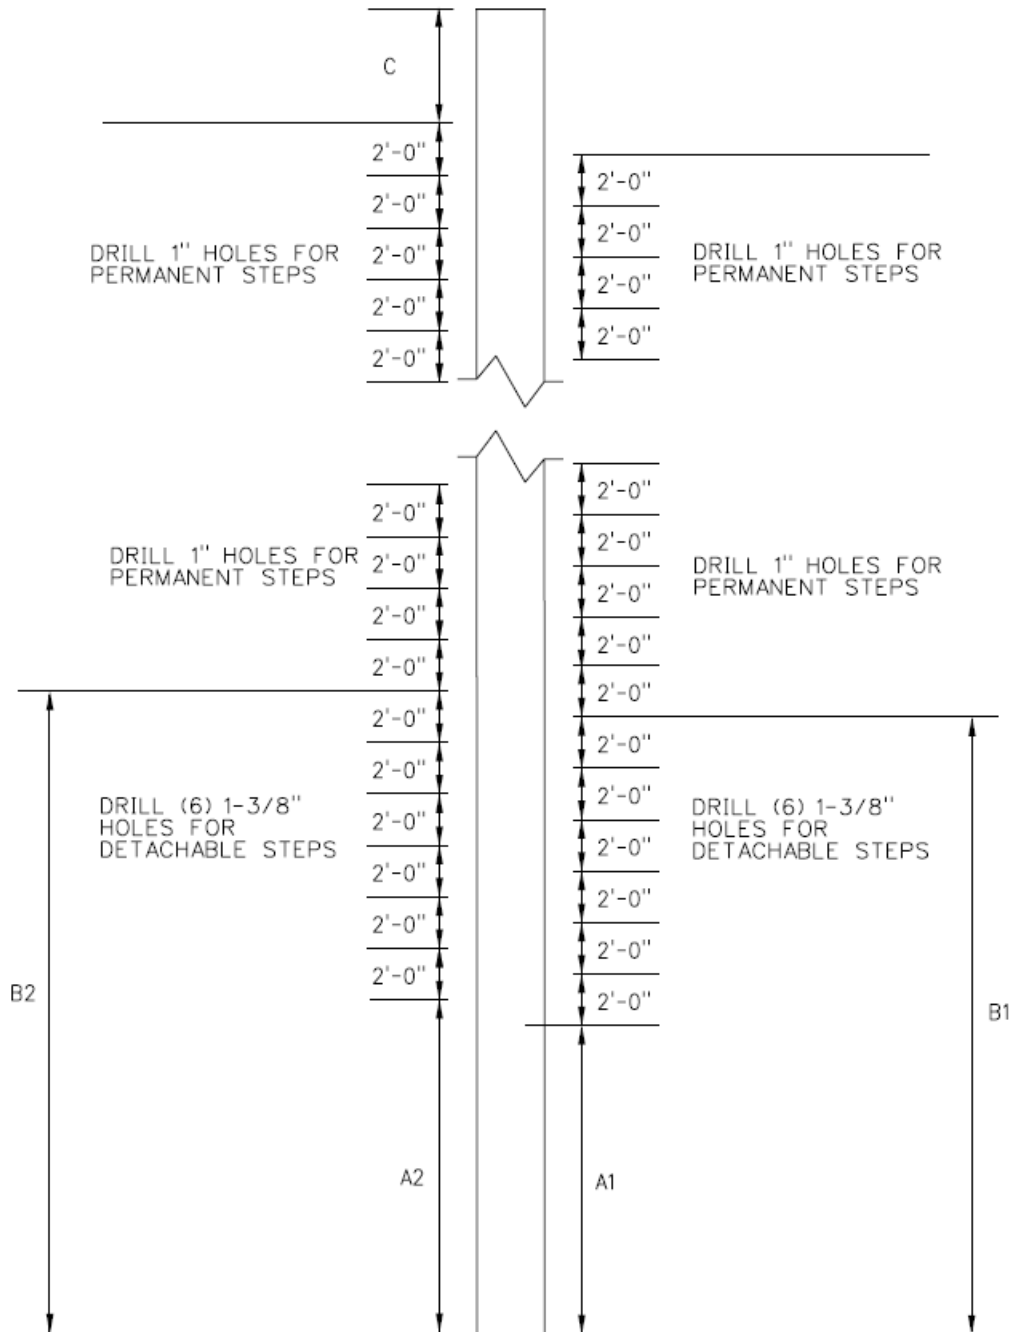 C
2'-0"
2'-0"
2'-0"
2'-0"
2'-0"
DRILL 1" HOLES FOR
PERMANENT STEPS
2'-0"
2'-0"
2'-0"
2'-0"
DRILL 1" HOLES FOR
PERMANENT STEPS
2'-0"
2'-0"
2'-0"
2'-0"
DRILL 1" HOLES FOR
PERMANENT STEPS
2'-0"
2'-0"
2'-0"
2'-0"
2'-0"
DRILL 1" HOLES FOR
PERMANENT STEPS
2'-0"
2'-0"
2'-0"
2'-0"
2'-0"
2'-0"
DRILL (6) 1-3/8"
HOLES FOR
DETACHABLE STEPS
2'-0"
2'-0"
2'-0"
2'-0"
2'-0"
2'-0"
DRILL (6) 1-3/8"
HOLES FOR
DETACHABLE STEPS
B2
B1
A2
A1